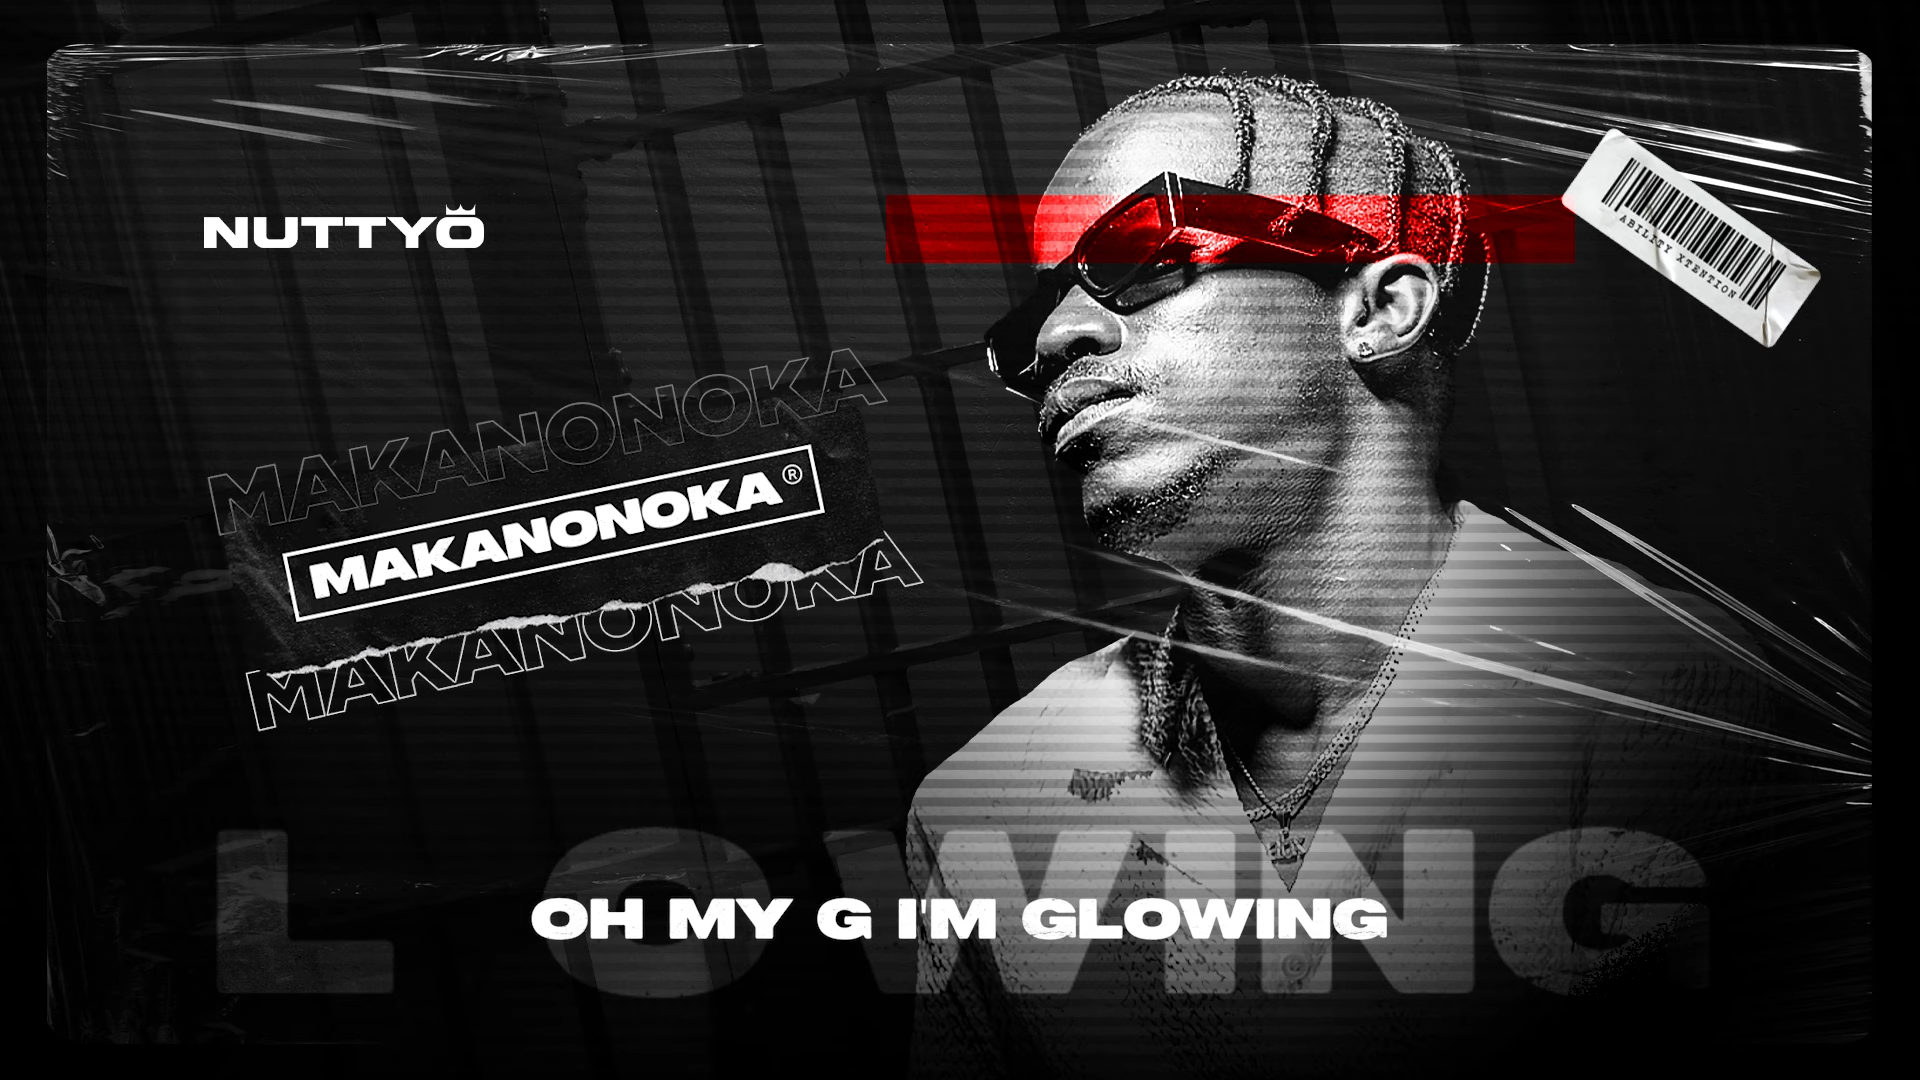 NUTTYO
ABILITY XTENTION
MAKANONOKA
MAKANONOKA®
MAKANONOKA
LOWING
OH MY G I'M GLOWING